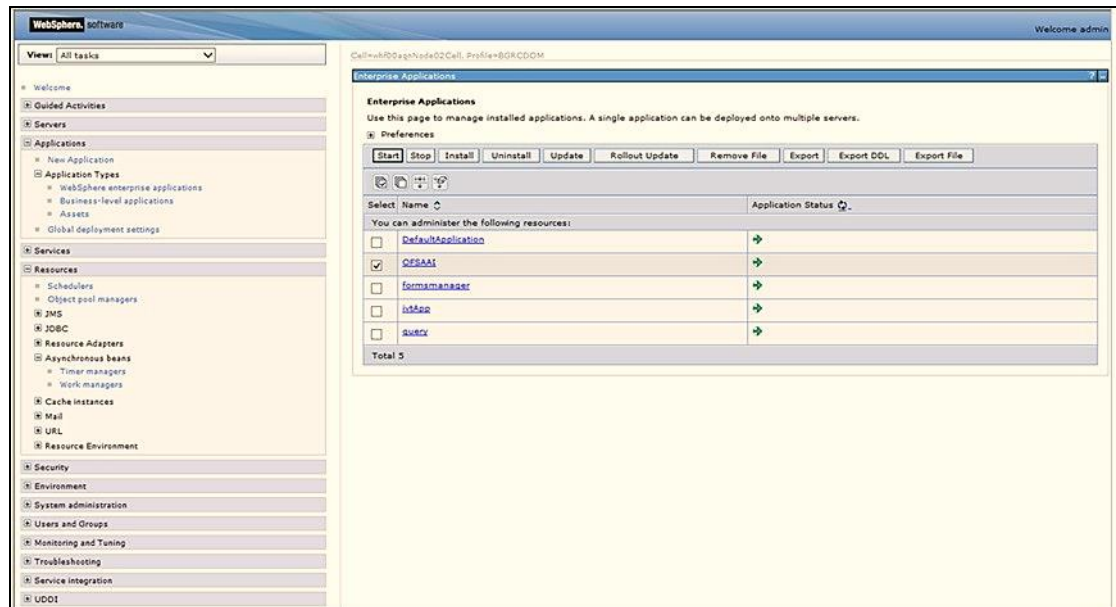 WebSphere. software
Welcome admin
View: All tasks
Cell=whf00aqnNode02Cell, Profile=BGRCDOM
Enterprise Applications
?
Welcome
Guided Activities
Servers
Applications
New Application
Application Types
WebSphere enterprise applications
Business-level applications
Assets
Global deployment settings
Services
Resources
Schedulers
Object pool managers
JMS
JDBC
Resource Adapters
Asynchronous beans
Timer managers
Work managers
Cache instances
Mail
URL
Resource Environment
Security
Environment
System administration
Users and Groups
Monitoring and Tuning
Troubleshooting
Service integration
UDDI
Enterprise Applications
Use this page to manage installed applications. A single application can be deployed onto multiple servers.
Preferences
Start Stop Install Uninstall Update Rollout Update Remove File Export Export DDL Export File
Select Name Application Status
You can administer the following resources:
DefaultApplication
OFSAAI
formsmanager
ivtApp
query
Total 5